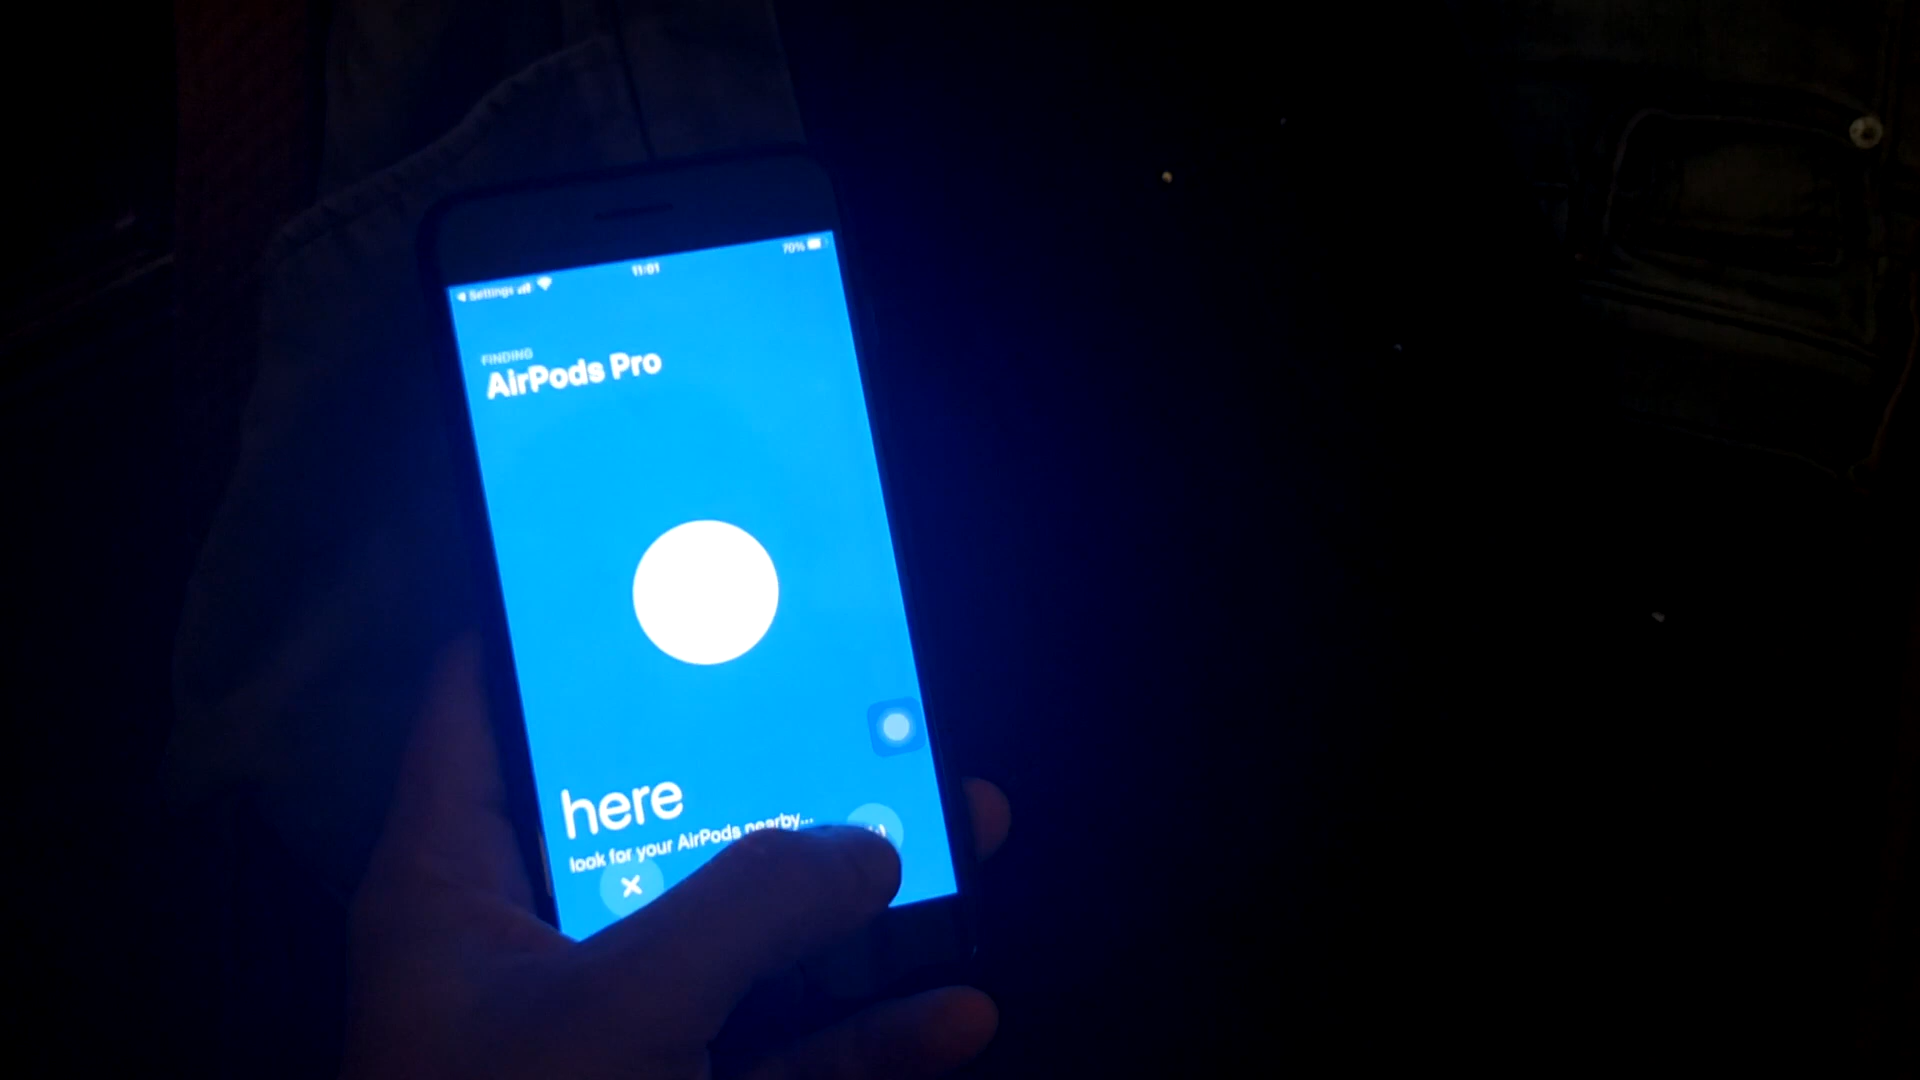 Settings
11:01
70%
FINDING
AirPods Pro
here
look for your AirPods nearby...